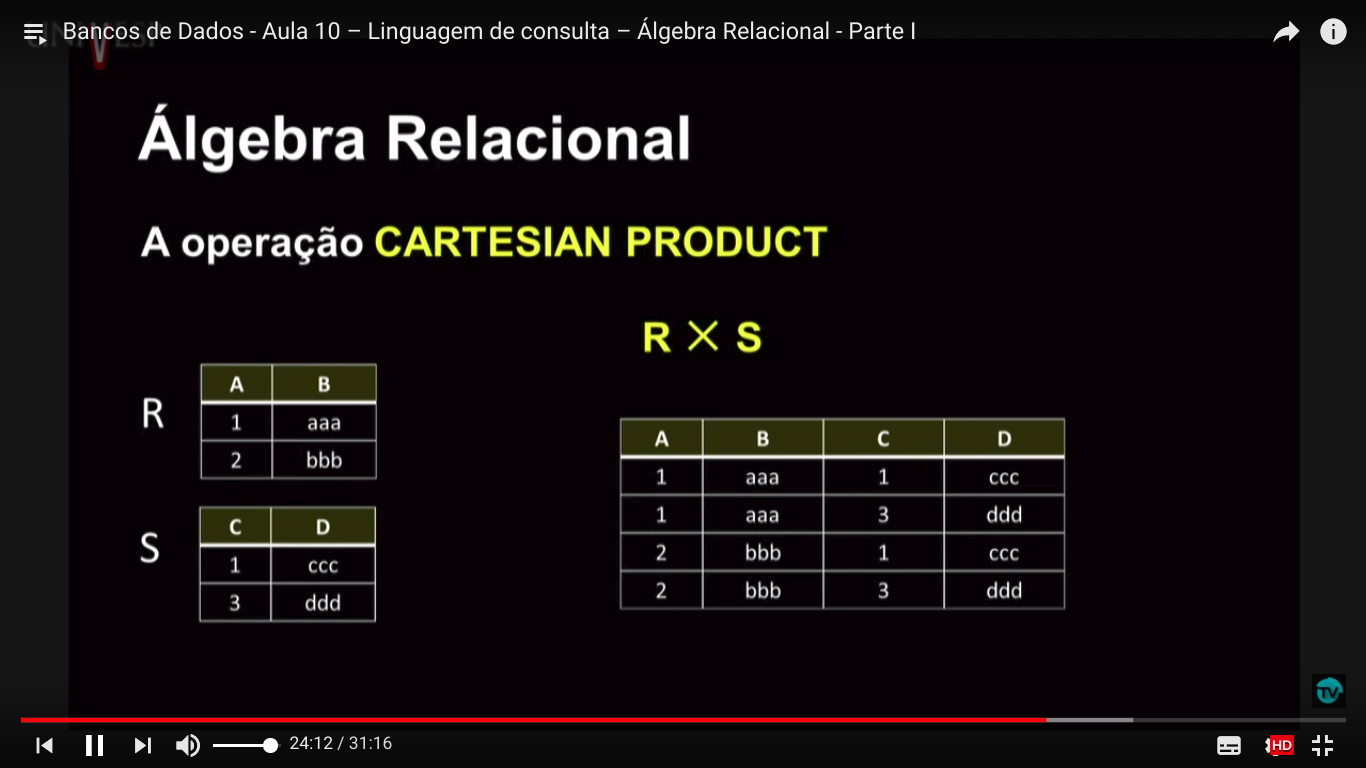 Bancos de Dados - Aula 10 – Linguagem de consulta – Álgebra Relacional - Parte I
Álgebra Relacional
A operação CARTESIAN PRODUCT
R × S
R
A B
1 aaa
2 bbb
S
C D
1 ccc
3 ddd
A B C D
1 aaa 1 ccc
1 aaa 3 ddd
2 bbb 1 ccc
2 bbb 3 ddd
TV
24:12 / 31:16
HD